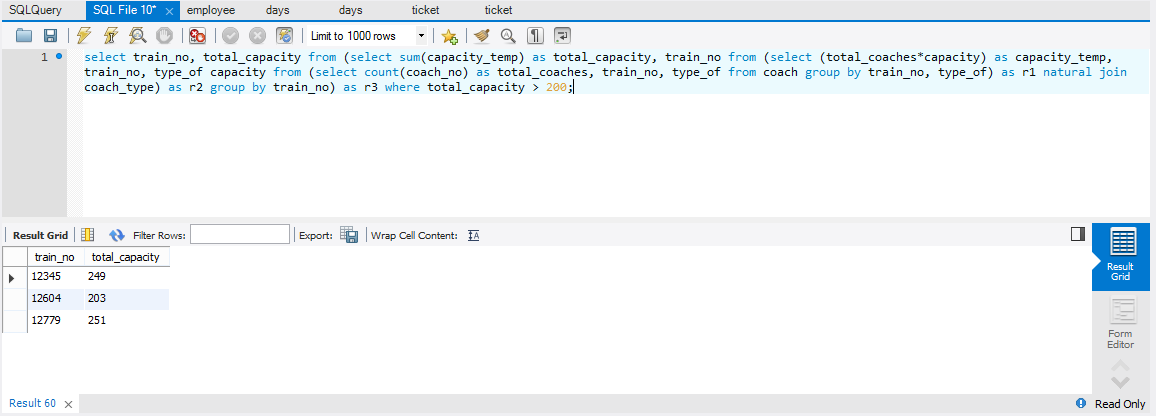 SQLQuery SQL File 10* employee days days ticket ticket
Limit to 1000 rows
1 select train_no, total_capacity from (select sum(capacity_temp) as total_capacity, train_no from (select (total_coaches*capacity) as capacity_temp,
train_no, type_of capacity from (select count(coach_no) as total_coaches, train_no, type_of from coach group by train_no, type_of) as r1 natural join
coach_type) as r2 group by train_no) as r3 where total_capacity > 200;
Result Grid Filter Rows: Export: Wrap Cell Content:
train_no total_capacity
12345 249
12604 203
12779 251
Result
Grid
Form
Editor
Result 60 Read Only